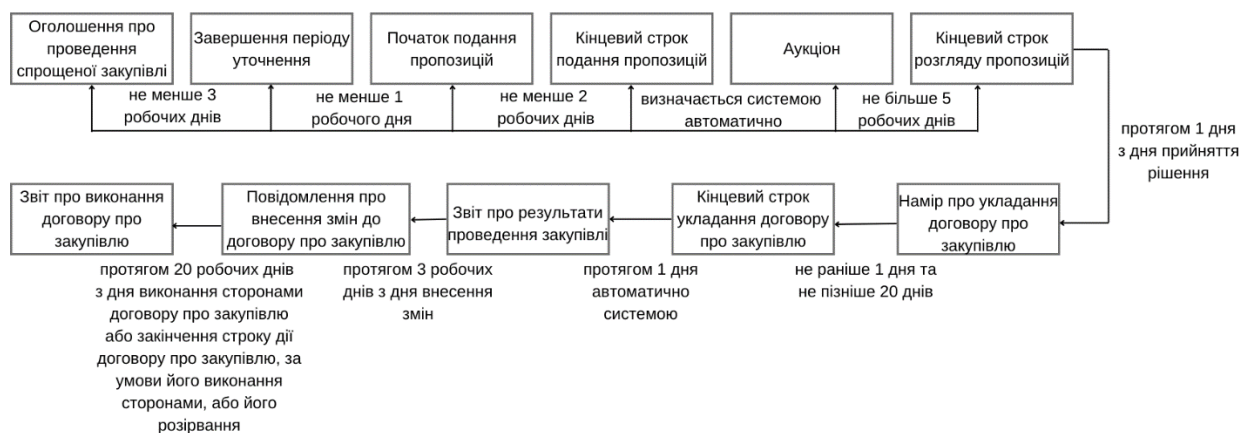 Оголошення про
проведення
спрощеної закупівлі
Завершення періоду
уточнення
Початок подання
пропозицій
Кінцевий строк
подання пропозицій
Аукціон
Кінцевий строк
розгляду пропозицій
не менше 3
робочих днів
не менше 1
робочого дня
не менше 2
робочих днів
визначається системою
автоматично
не більше 5
робочих днів
протягом 1 дня
з дня прийняття
рішення
Звіт про виконання
договору про
закупівлю
Повідомлення про
внесення змін до
договору про закупівлю
Звіт про результати
проведення закупівлі
Кінцевий строк
укладання договору
про закупівлю
Намір про укладання
договору про
закупівлю
протягом 20 робочих днів
з дня виконання сторонами
договору про закупівлю
або закінчення строку дії
договору про закупівлю, за
умови його виконання
сторонами, або його
розірвання
протягом 3 робочих
днів з дня внесення
змін
протягом 1 дня
автоматично
системою
не раніше 1 дня та
не пізніше 20 днів